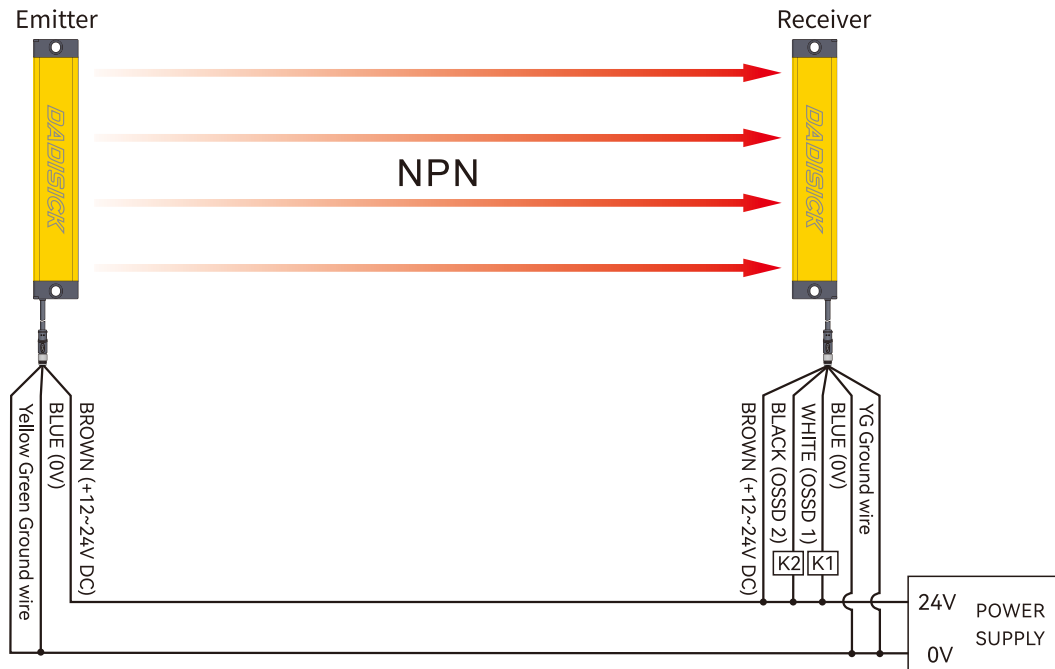 Emitter
Receiver
DADISICK
DADISICK
NPN
Yellow Green Ground wire
BLUE (0V)
BROWN (+12~24V DC)
BROWN (+12~24V DC)
BLACK (OSSD 2)
WHITE (OSSD 1)
BLUE (0V)
YG Ground wire
K2
K1
24V
POWER
SUPPLY
0V